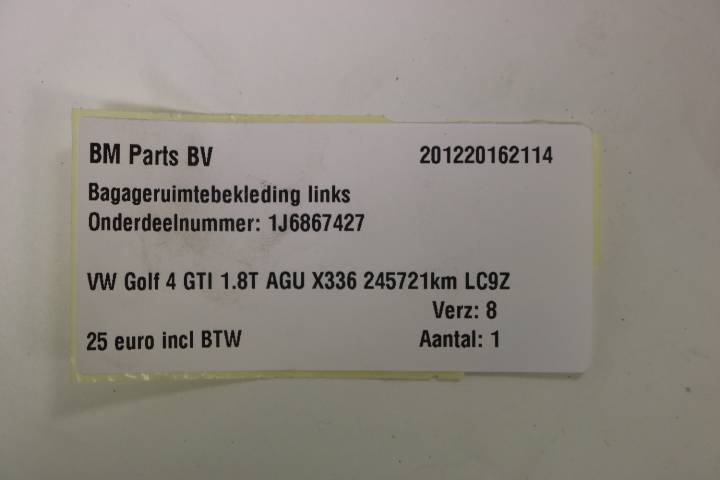 BM Parts BV 201220162114
Bagageruimtebekleding links
Onderdeelnummer: 1J6867427
VW Golf 4 GTI 1.8T AGU X336 245721km LC9Z
Verz: 8
25 euro incl BTW Aantal: 1